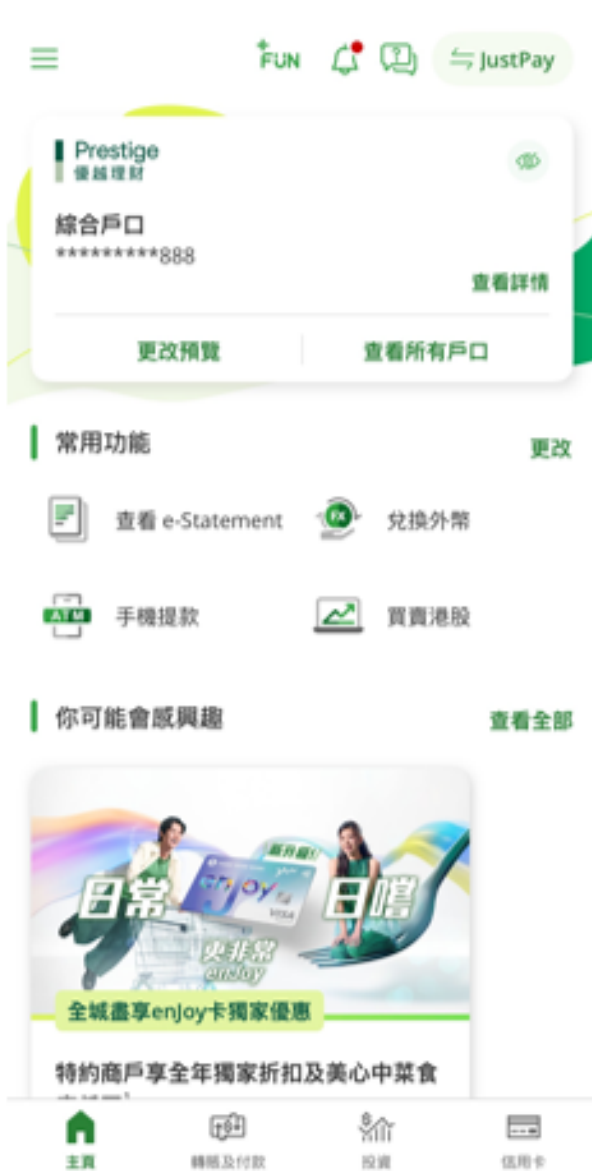 FUN
JustPay
Prestige
優越理財
綜合戶口
*********888
查看詳情
更改預覽
查看所有戶口
常用功能
更改
查看 e-Statement
FX
兌換外幣
ATM
手機提款
買賣港股
你可能會感興趣
查看全部
新升級!
日常
日嚐
enJoy
VISA
更非常
enJoy
全城盡享enJoy卡獨家優惠
特約商戶享全年獨家折扣及美心中菜食
主頁
轉賬及付款
投資
信用卡